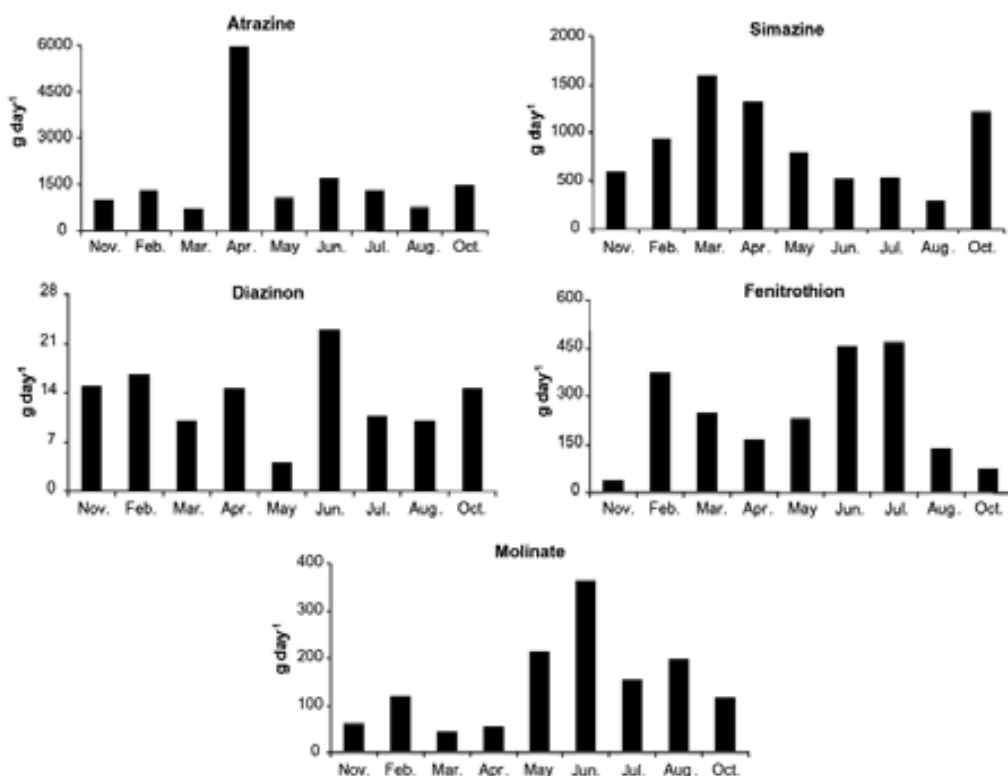 Atrazine
6000
4500
3000
1500
0
g day-1
Nov. Feb. Mar. Apr. May Jun. Jul. Aug. Oct.
Simazine
2000
1500
1000
500
0
g day-1
Nov. Feb. Mar. Apr. May Jun. Jul. Aug. Oct.
Diazinon
28
21
14
7
0
g day-1
Nov. Feb. Mar. Apr. May Jun. Jul. Aug. Oct.
Fenitrothion
600
450
300
150
0
g day-1
Nov. Feb. Mar. Apr. May Jun. Jul. Aug. Oct.
Molinate
400
300
200
100
0
g day-1
Nov. Feb. Mar. Apr. May Jun. Jul. Aug. Oct.